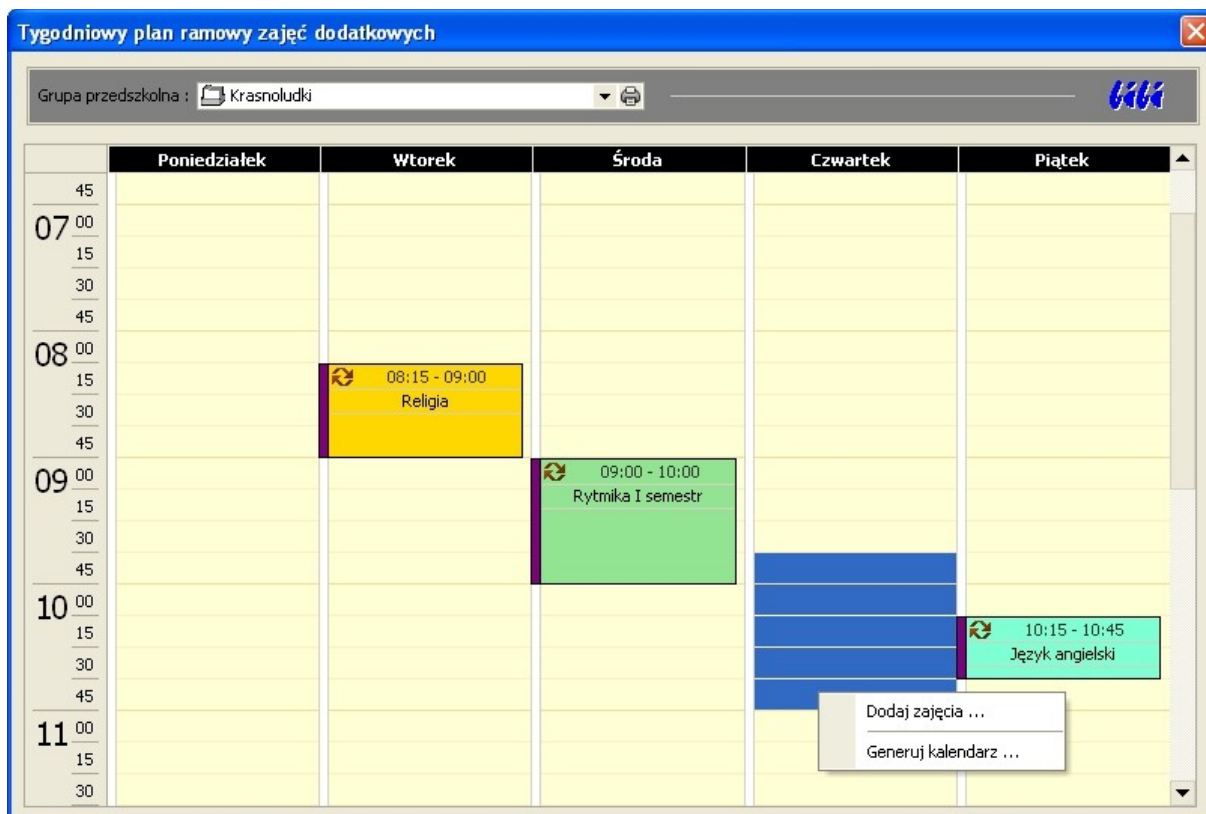 Tygodniowy plan ramowy zajęć dodatkowych
Grupa przedszkolna : Krasnoludki
bibi
Poniedziałek Wtorek Środa Czwartek Piątek
45
07 00
15
30
45
08 00
15 08:15 - 09:00
30 Religia
45
09 00 09:00 - 10:00
15 Rytmika I semestr
30
45
10 00
15 10:15 - 10:45
30 Język angielski
45
Dodaj zajęcia ...
11 00
Generuj kalendarz ...
15
30